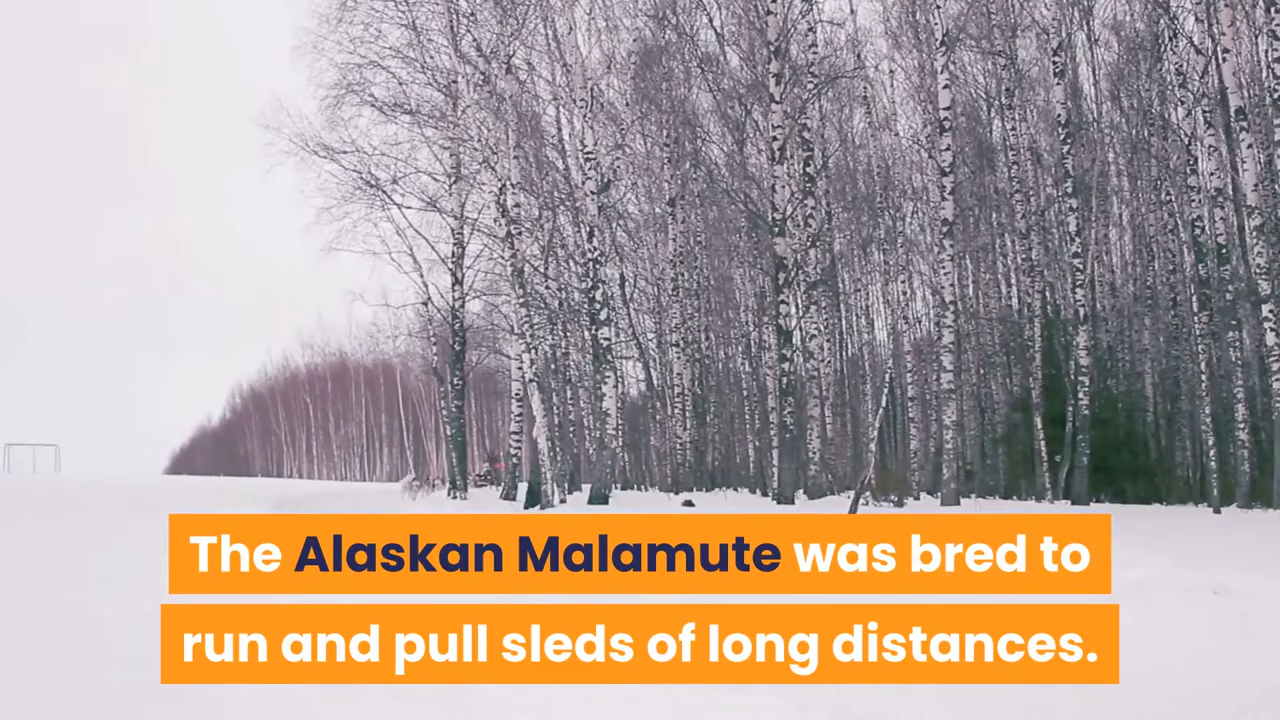 The Alaskan Malamute was bred to
run and pull sleds of long distances.